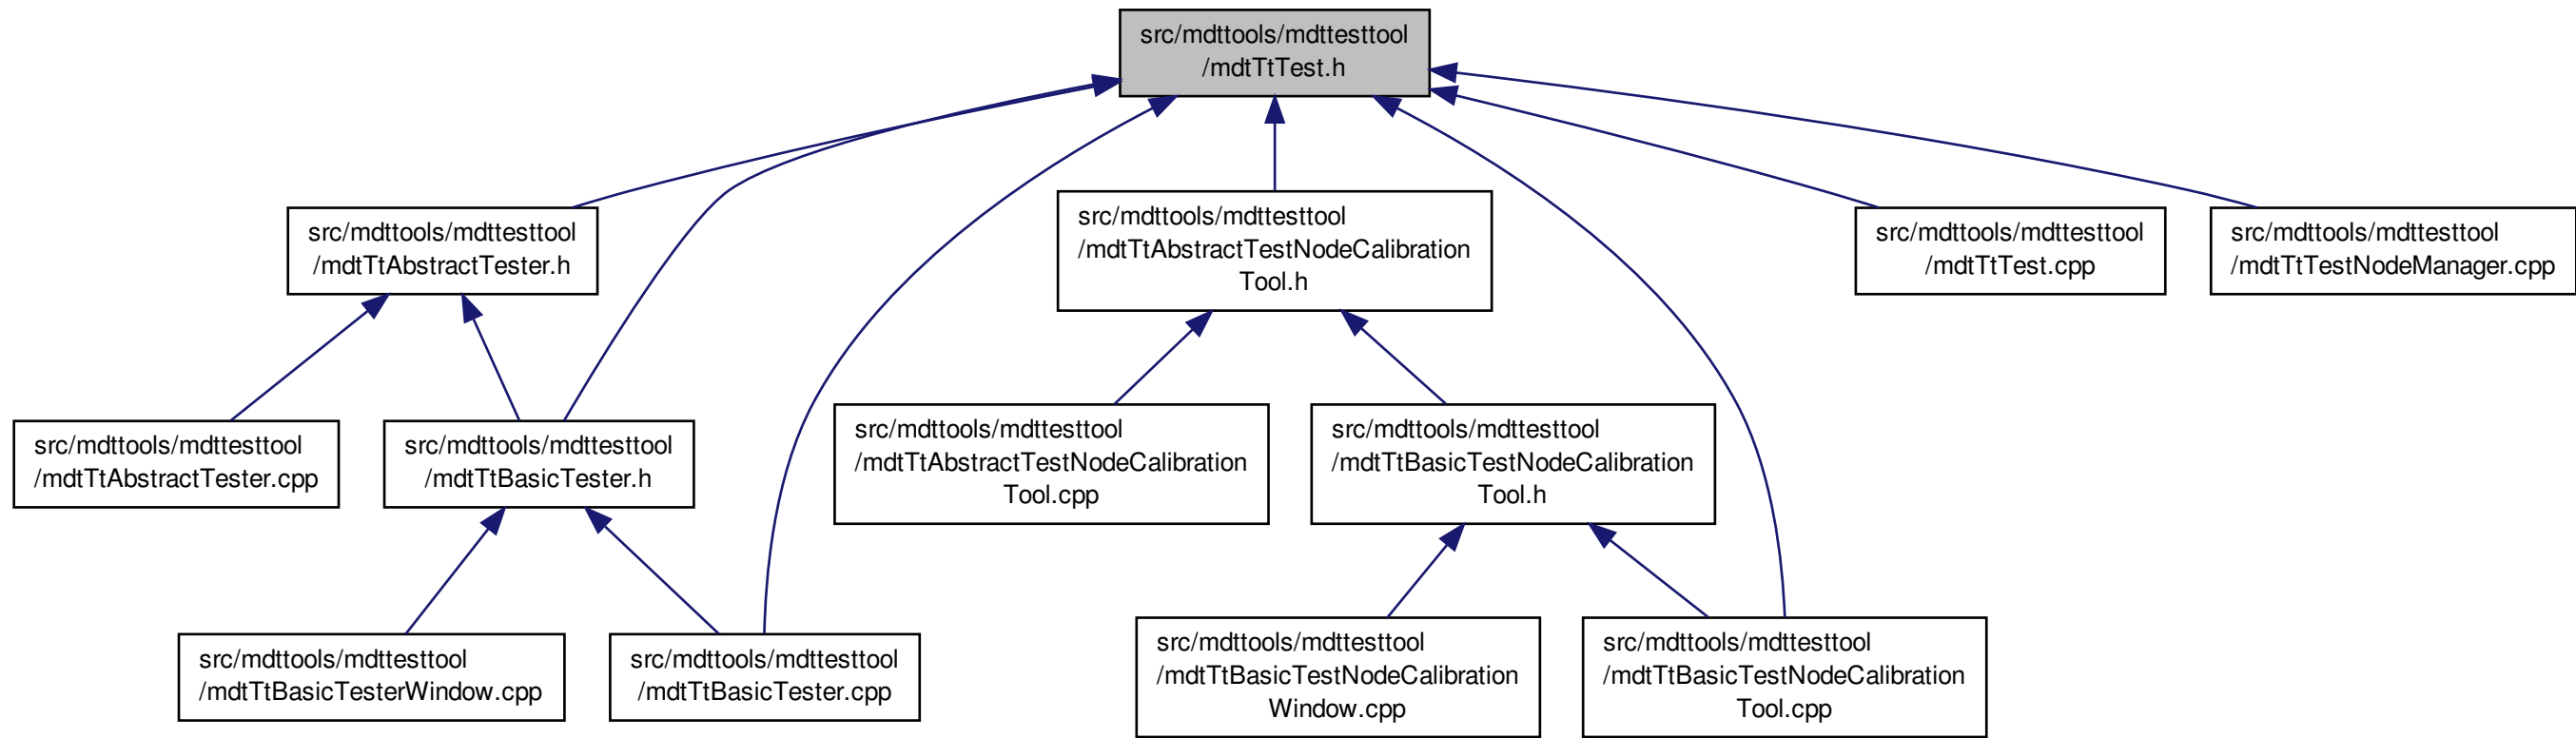 src/mdttools/mdttesttool
/mdtTtTest.h
src/mdttools/mdttesttool
/mdtTtAbstractTester.h
src/mdttools/mdttesttool
/mdtTtAbstractTestNodeCalibration
Tool.h
src/mdttools/mdttesttool
/mdtTtTest.cpp
src/mdttools/mdttesttool
/mdtTtTestNodeManager.cpp
src/mdttools/mdttesttool
/mdtTtAbstractTester.cpp
src/mdttools/mdttesttool
/mdtTtBasicTester.h
src/mdttools/mdttesttool
/mdtTtAbstractTestNodeCalibration
Tool.cpp
src/mdttools/mdttesttool
/mdtTtBasicTestNodeCalibration
Tool.h
src/mdttools/mdttesttool
/mdtTtBasicTesterWindow.cpp
src/mdttools/mdttesttool
/mdtTtBasicTester.cpp
src/mdttools/mdttesttool
/mdtTtBasicTestNodeCalibration
Window.cpp
src/mdttools/mdttesttool
/mdtTtBasicTestNodeCalibration
Tool.cpp